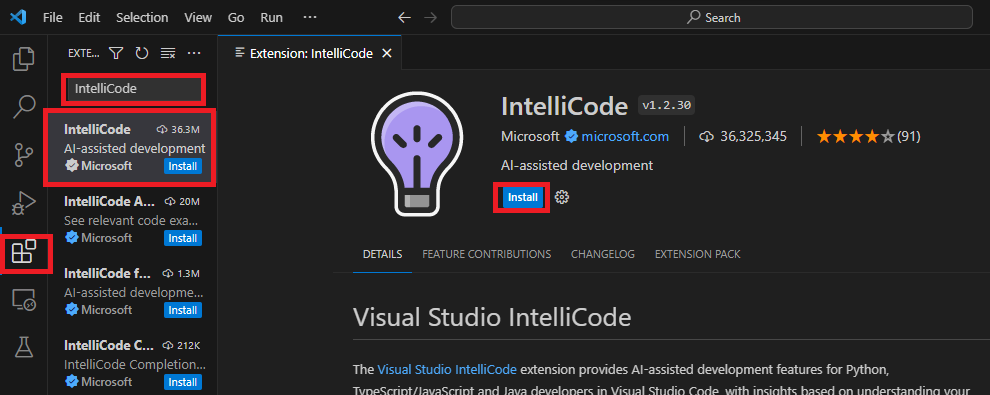 File Edit Selection View Go Run ··· Search
EXTE... ···
Extension: IntelliCode
IntelliCode
IntelliCode 36.3M
AI-assisted development
Microsoft Install
IntelliCode A... 20M
See relevant code exa...
Microsoft Install
IntelliCode f... 1.3M
AI-assisted developme...
Microsoft Install
IntelliCode C... 212K
IntelliCode Completion...
Microsoft Install
IntelliCode v1.2.30
Microsoft microsoft.com 36,325,345 (91)
AI-assisted development
Install
DETAILS FEATURE CONTRIBUTIONS CHANGELOG EXTENSION PACK
Visual Studio IntelliCode
The Visual Studio IntelliCode extension provides AI-assisted development features for Python,
TypeScript/JavaScript and Java developers in Visual Studio Code, with insights based on understanding your